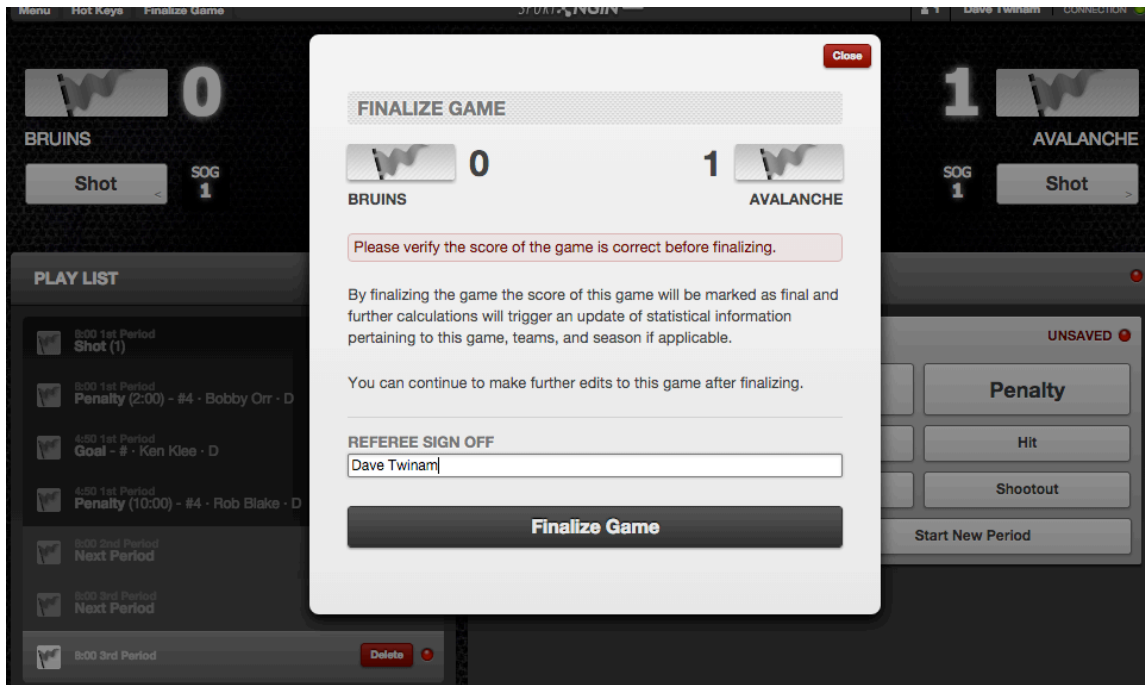 Menu Hot Keys Finalize Game SPORT NGIN 1 Dave Twinam CONNECTION
0 1
BRUINS AVALANCHE
Shot < SOG 1 SOG 1 Shot >
Close
FINALIZE GAME
0 1
BRUINS AVALANCHE
Please verify the score of the game is correct before finalizing.
By finalizing the game the score of this game will be marked as final and
further calculations will trigger an update of statistical information
pertaining to this game, teams, and season if applicable.
You can continue to make further edits to this game after finalizing.
REFEREE SIGN OFF
Dave Twinam
Finalize Game
PLAY LIST
8:00 1st Period
Shot (1)
8:00 1st Period
Penalty (2:00) - #4 · Bobby Orr · D
4:50 1st Period
Goal - # · Ken Klee · D
4:50 1st Period
Penalty (10:00) - #4 · Rob Blake · D
8:00 2nd Period
Next Period
8:00 3rd Period
Next Period
8:00 3rd Period Delete
UNSAVED
Penalty
Hit
Shootout
Start New Period